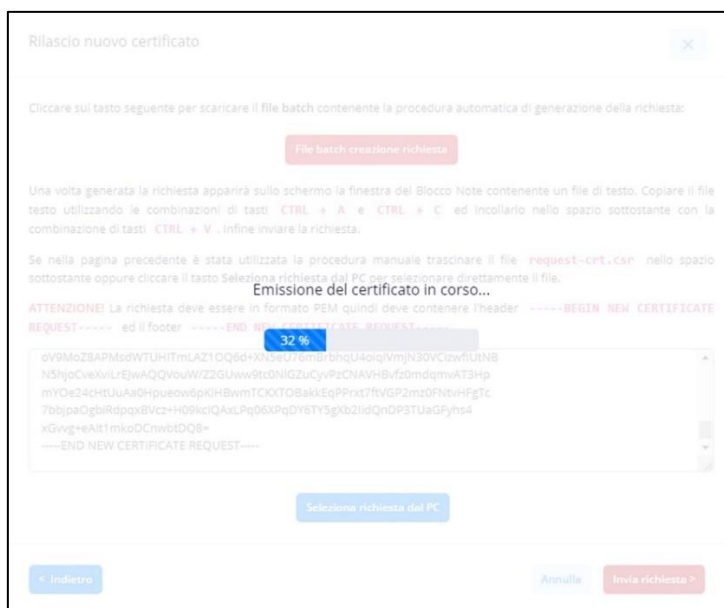 Rilascio nuovo certificato
×
Cliccare sul tasto seguente per scaricare il file batch contenente la procedura automatica di generazione della richiesta:
File batch creazione richiesta
Una volta generata la richiesta apparirà sullo schermo la finestra del Blocco Note contenente un file di testo. Copiare il file
testo utilizzando le combinazioni di tasti CTRL + A e CTRL + C ed incollarlo nello spazio sottostante con la
combinazione di tasti CTRL + V . Infine inviare la richiesta.
Se nella pagina precedente è stata utilizzata la procedura manuale trascinare il file request-crt.csr nello spazio
sottostante oppure cliccare il tasto Seleziona richiesta dal PC per selezionare direttamente il file.
Emissione del certificato in corso...
ATTENZIONE! La richiesta deve essere in formato PEM quindi deve contenere l'header -----BEGIN NEW CERTIFICATE
REQUEST----- ed il footer -----END NEW CERTIFICATE REQUEST-----
32 %
xGvvg+eAIt1mkoDCnwbtDQ8=
-----END NEW CERTIFICATE REQUEST-----
Seleziona richiesta dal PC
< Indietro
Annulla
Invia richiesta >